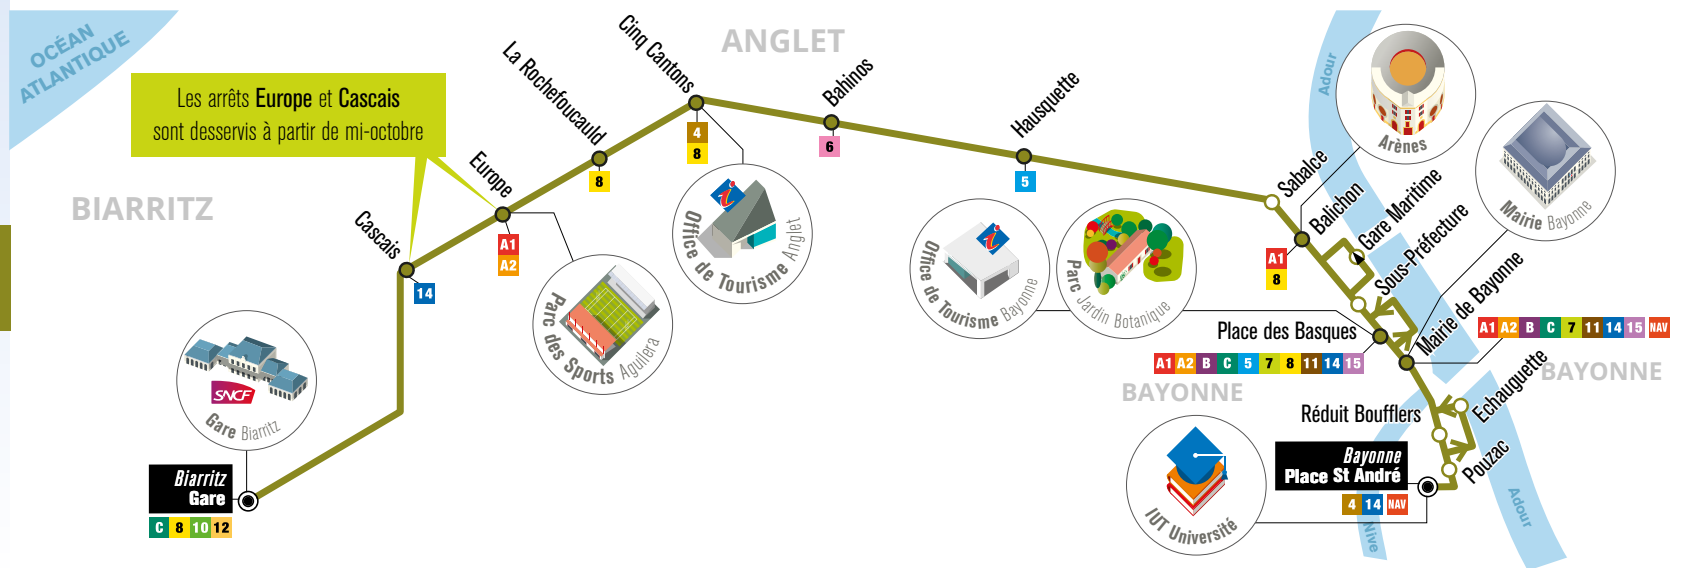 OCÉAN
ATLANTIQUE
ANGLET
BIARRITZ
Les arrêts Europe et Cascais
sont desservis à partir de mi-octobre
Biarritz
Gare
C 8 10 12
SNCF
Gare Biarritz
Cascais
14
Europe
A1
A2
Parc des Sports Aguilera
La Rochefoucauld
8
Cinq Cantons
4
8
Office de Tourisme Anglet
Bahinos
6
Hausquette
5
Sabalce
Balichon
A1
8
Arènes
Adour
Gare Maritime
Sous-Préfecture
Mairie Bayonne
Office de Tourisme Bayonne
Parc Jardin Botanique
Place des Basques
A1 A2 B C 5 7 8 11 14 15
Mairie de Bayonne
A1 A2 B C 7 11 14 15 NAV
BAYONNE
BAYONNE
Echauguette
Réduit Boufflers
Pouzac
Bayonne
Place St André
4 14 NAV
IUT Université
Nive
Adour